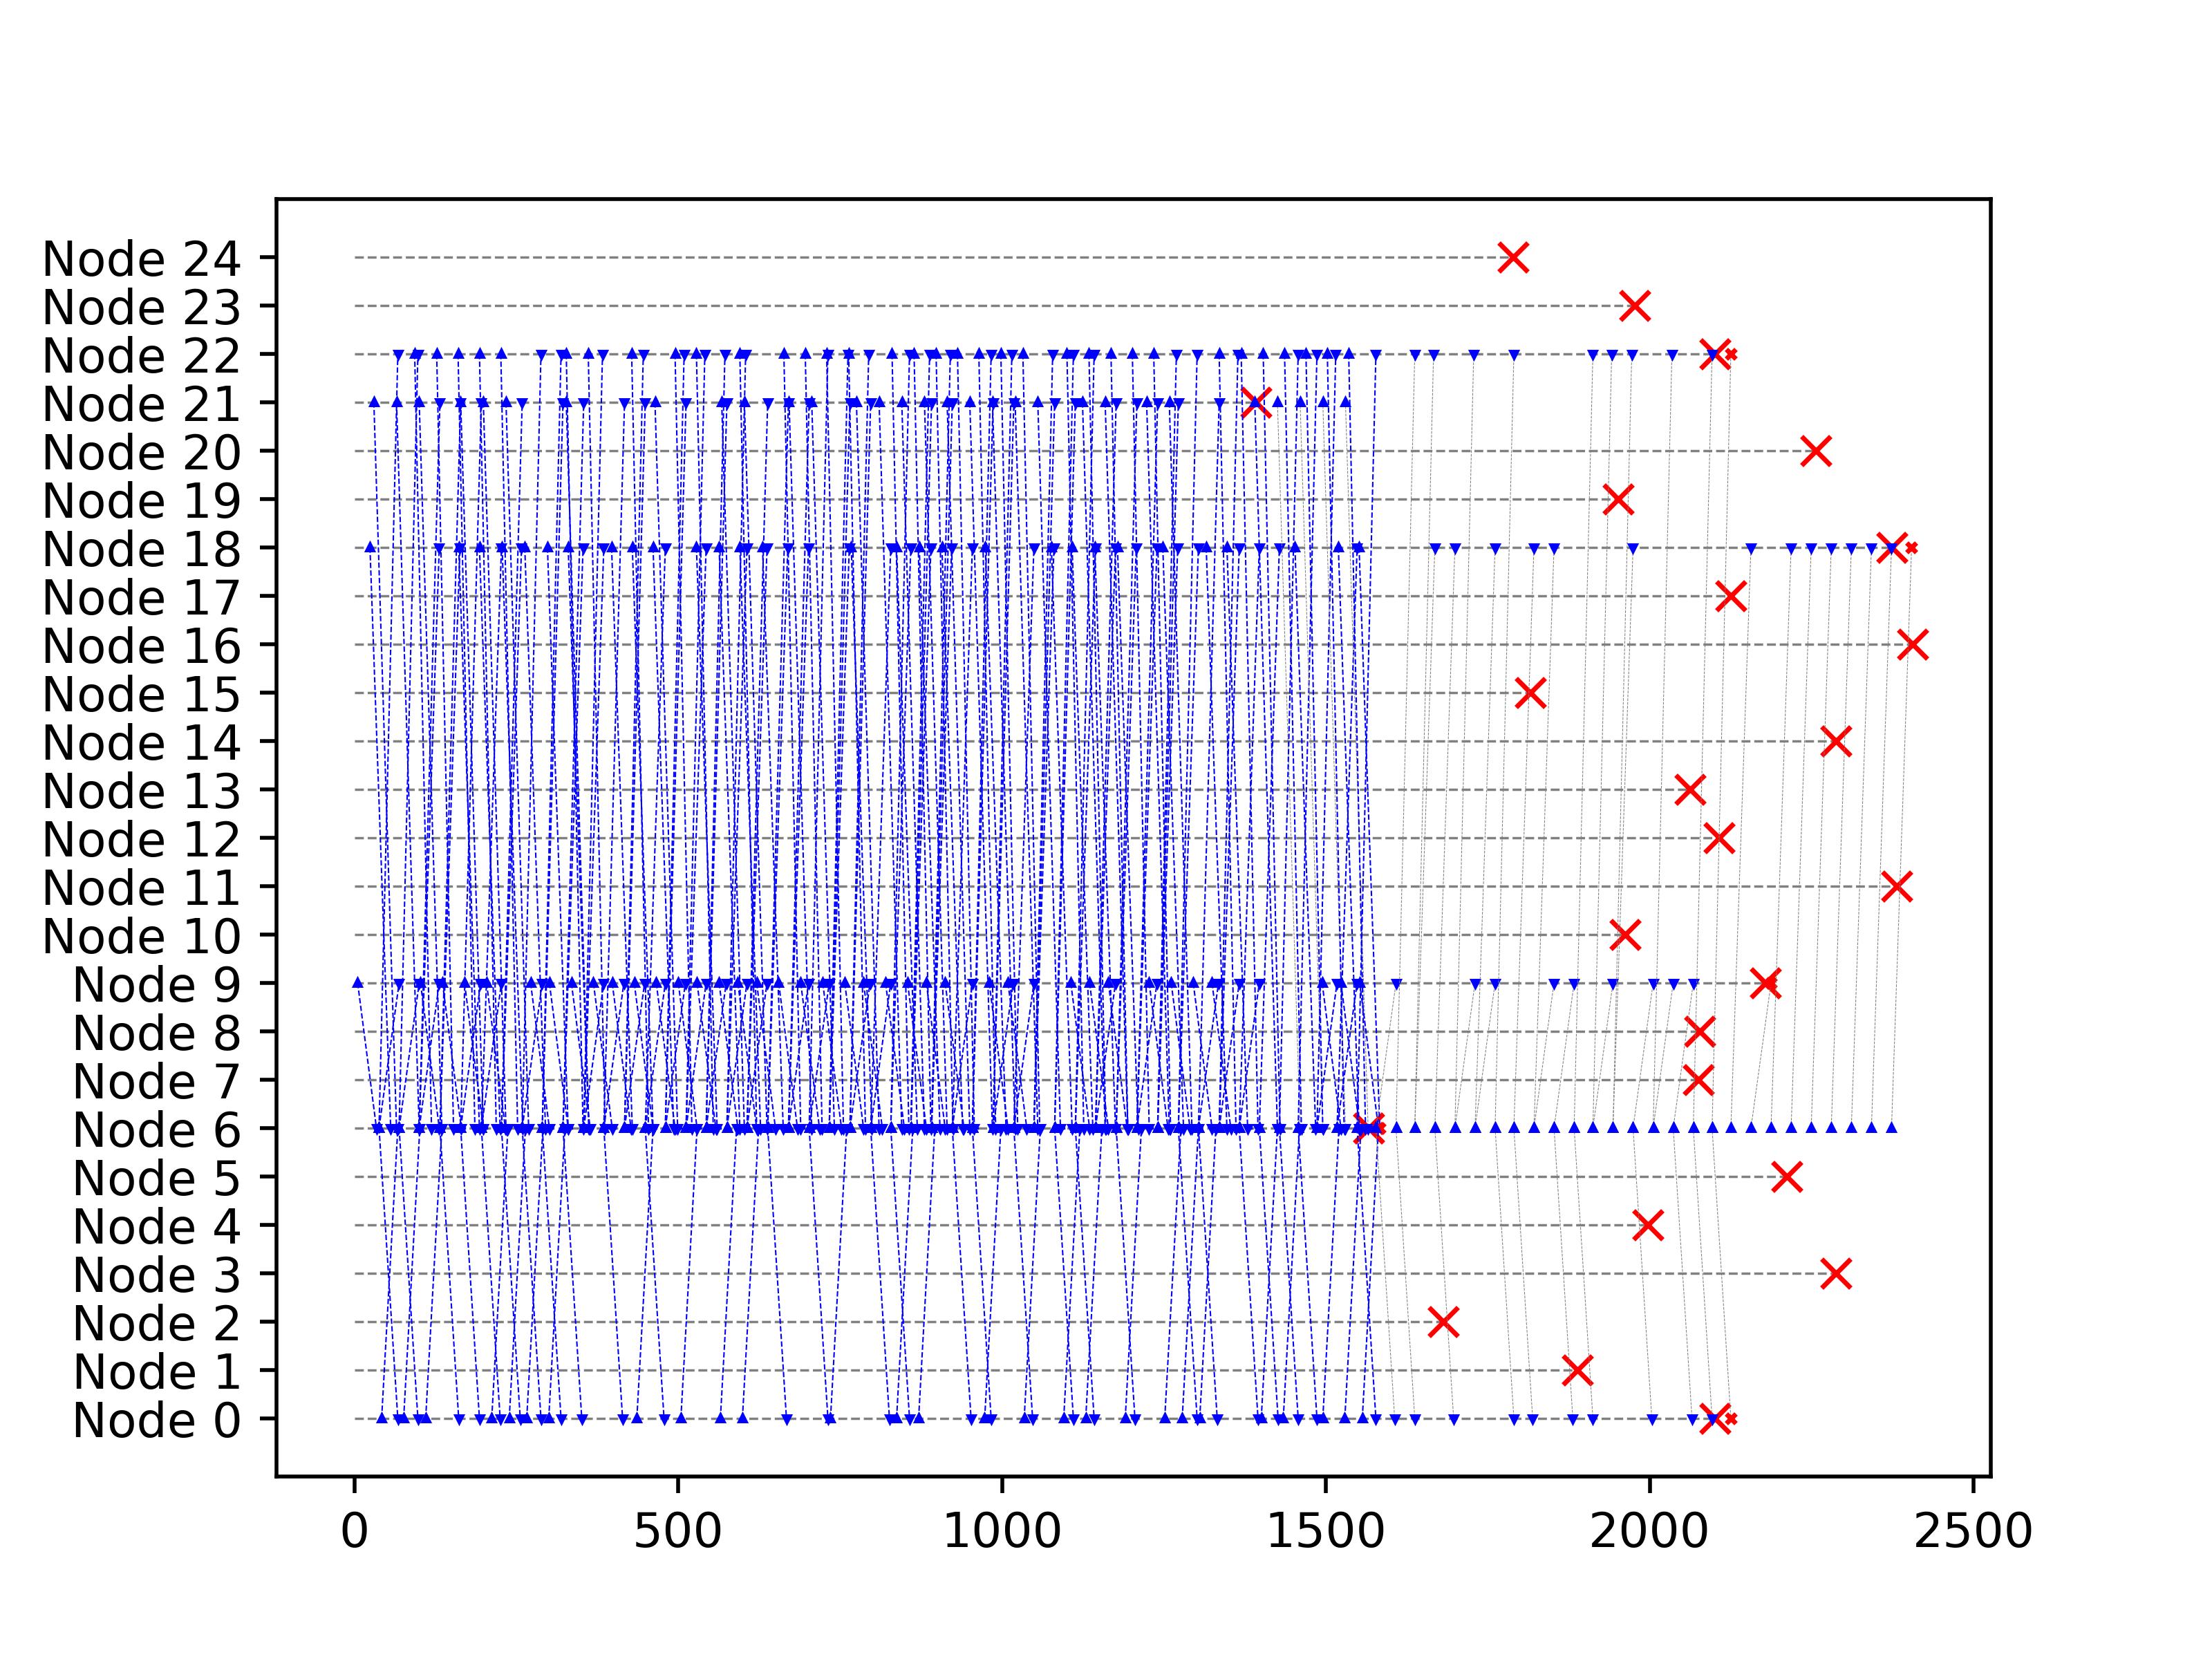 Node 24
Node 23
Node 22
Node 21
Node 20
Node 19
Node 18
Node 17
Node 16
Node 15
Node 14
Node 13
Node 12
Node 11
Node 10
Node 9
Node 8
Node 7
Node 6
Node 5
Node 4
Node 3
Node 2
Node 1
Node 0
0 500 1000 1500 2000 2500